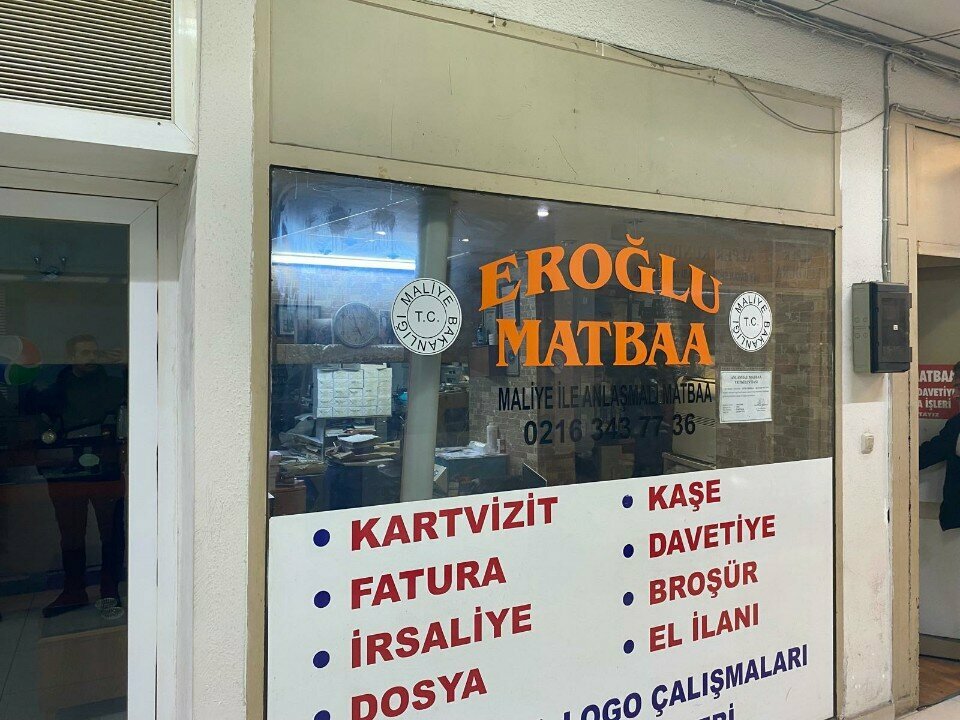 EROĞLU
MATBAA
MALİYE BAKANLIĞI
T.C.
MALİYE BAKANLIĞI
T.C.
MALİYE İLE ANLAŞMALI MATBAA
0216 343 77 36
• KARTVİZİT
• FATURA
• İRSALİYE
• DOSYA
• KAŞE
• DAVETİYE
• BROŞÜR
• EL İLANI
LOGO ÇALIŞMALARI
MATBAA
DAVETİY
A İŞLERİ